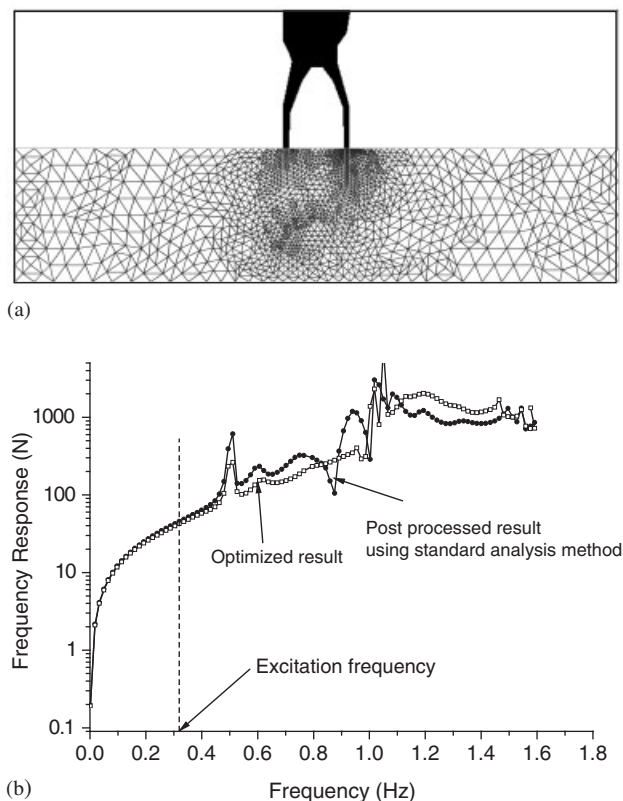 (a)
1000
100
10
1
0.1
Frequency Response (N)
Optimized result
Post processed result
using standard analysis method
Excitation frequency
0.0 0.2 0.4 0.6 0.8 1.0 1.2 1.4 1.6 1.8
(b)
Frequency (Hz)